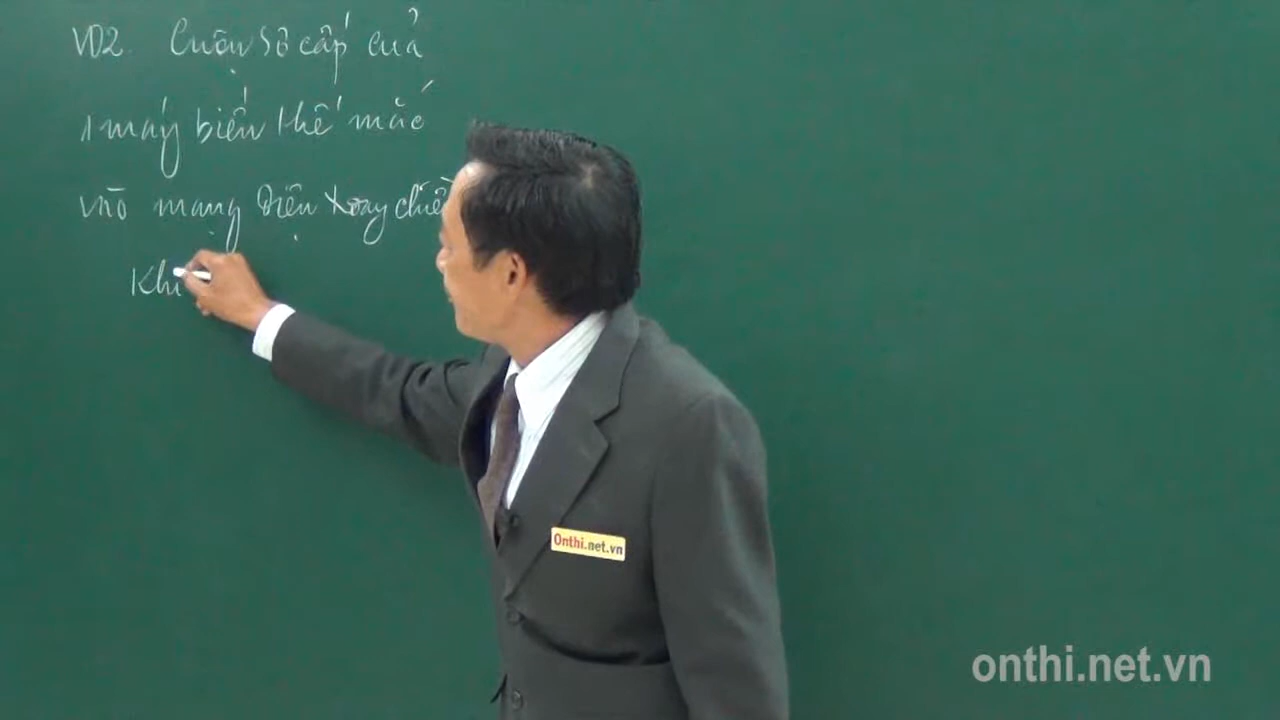 VD2. Cuộn sơ cấp của
1 máy biến thế mắc
vào mạng điện xoay chiều
Khi
Onthi.net.vn
onthi.net.vn